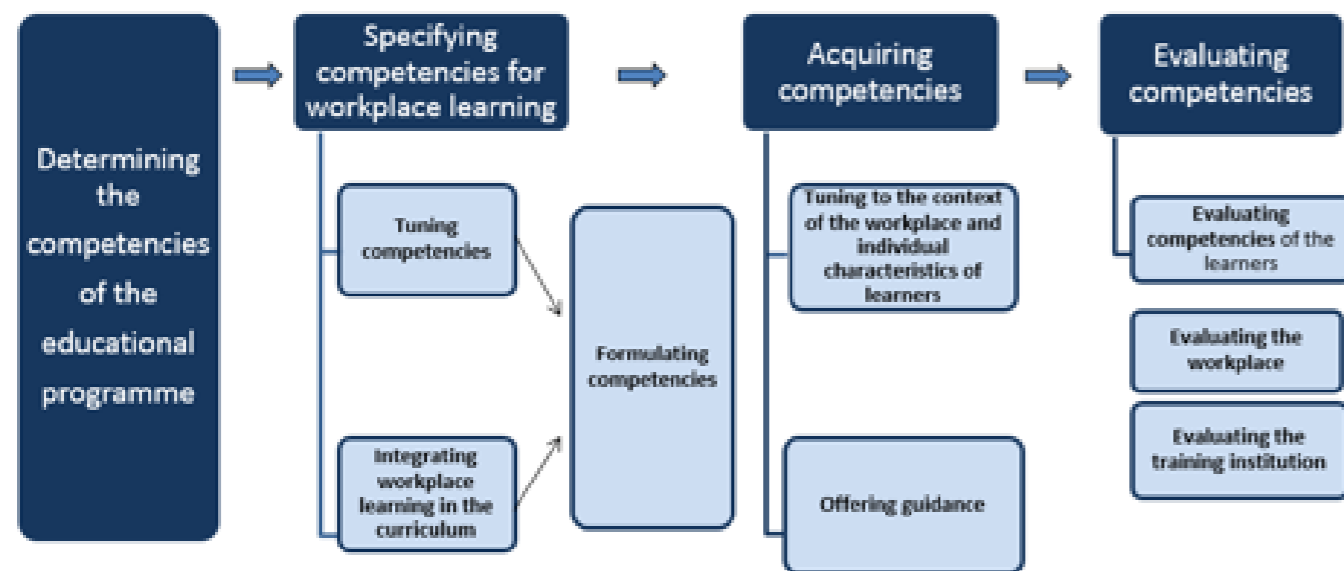 Determining
the
competencies
of the
educational
programme
Specifying
competencies for
workplace learning
Tuning
competencies
Integrating
workplace
learning in the
curriculum
Formulating
competencies
Acquiring
competencies
Tuning to the context
of the workplace and
individual
characteristics of
learners
Offering guidance
Evaluating
competencies
Evaluating
competencies of the
learners
Evaluating the
workplace
Evaluating the
training institution